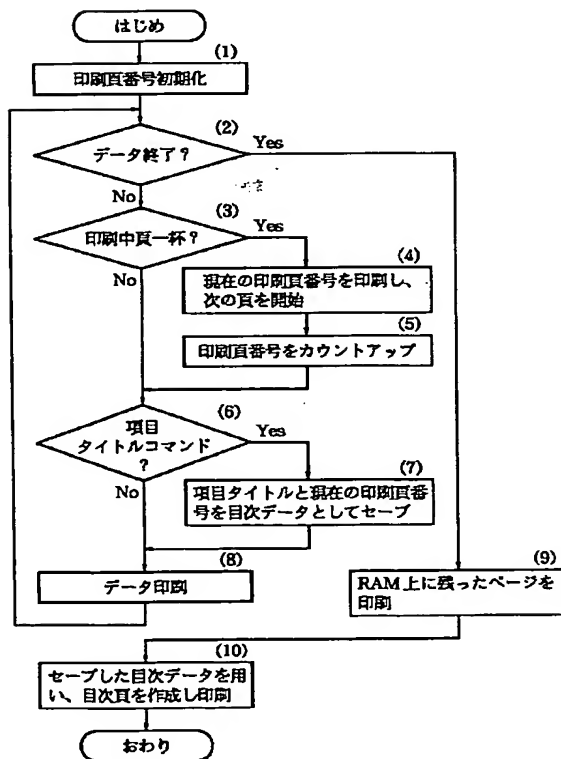 はじめ
(1)
印刷頁番号初期化
(2)
データ終了?
Yes
No
(3)
印刷中頁一杯?
Yes
No
(4)
現在の印刷頁番号を印刷し、
次の頁を開始
(5)
印刷頁番号をカウントアップ
(6)
項目
タイトルコマンド
?
Yes
No
(7)
項目タイトルと現在の印刷頁番
号を目次データとしてセーブ
(8)
データ印刷
(9)
RAM上に残ったページを
印刷
(10)
セーブした目次データを用
い、目次頁を作成し印刷
おわり